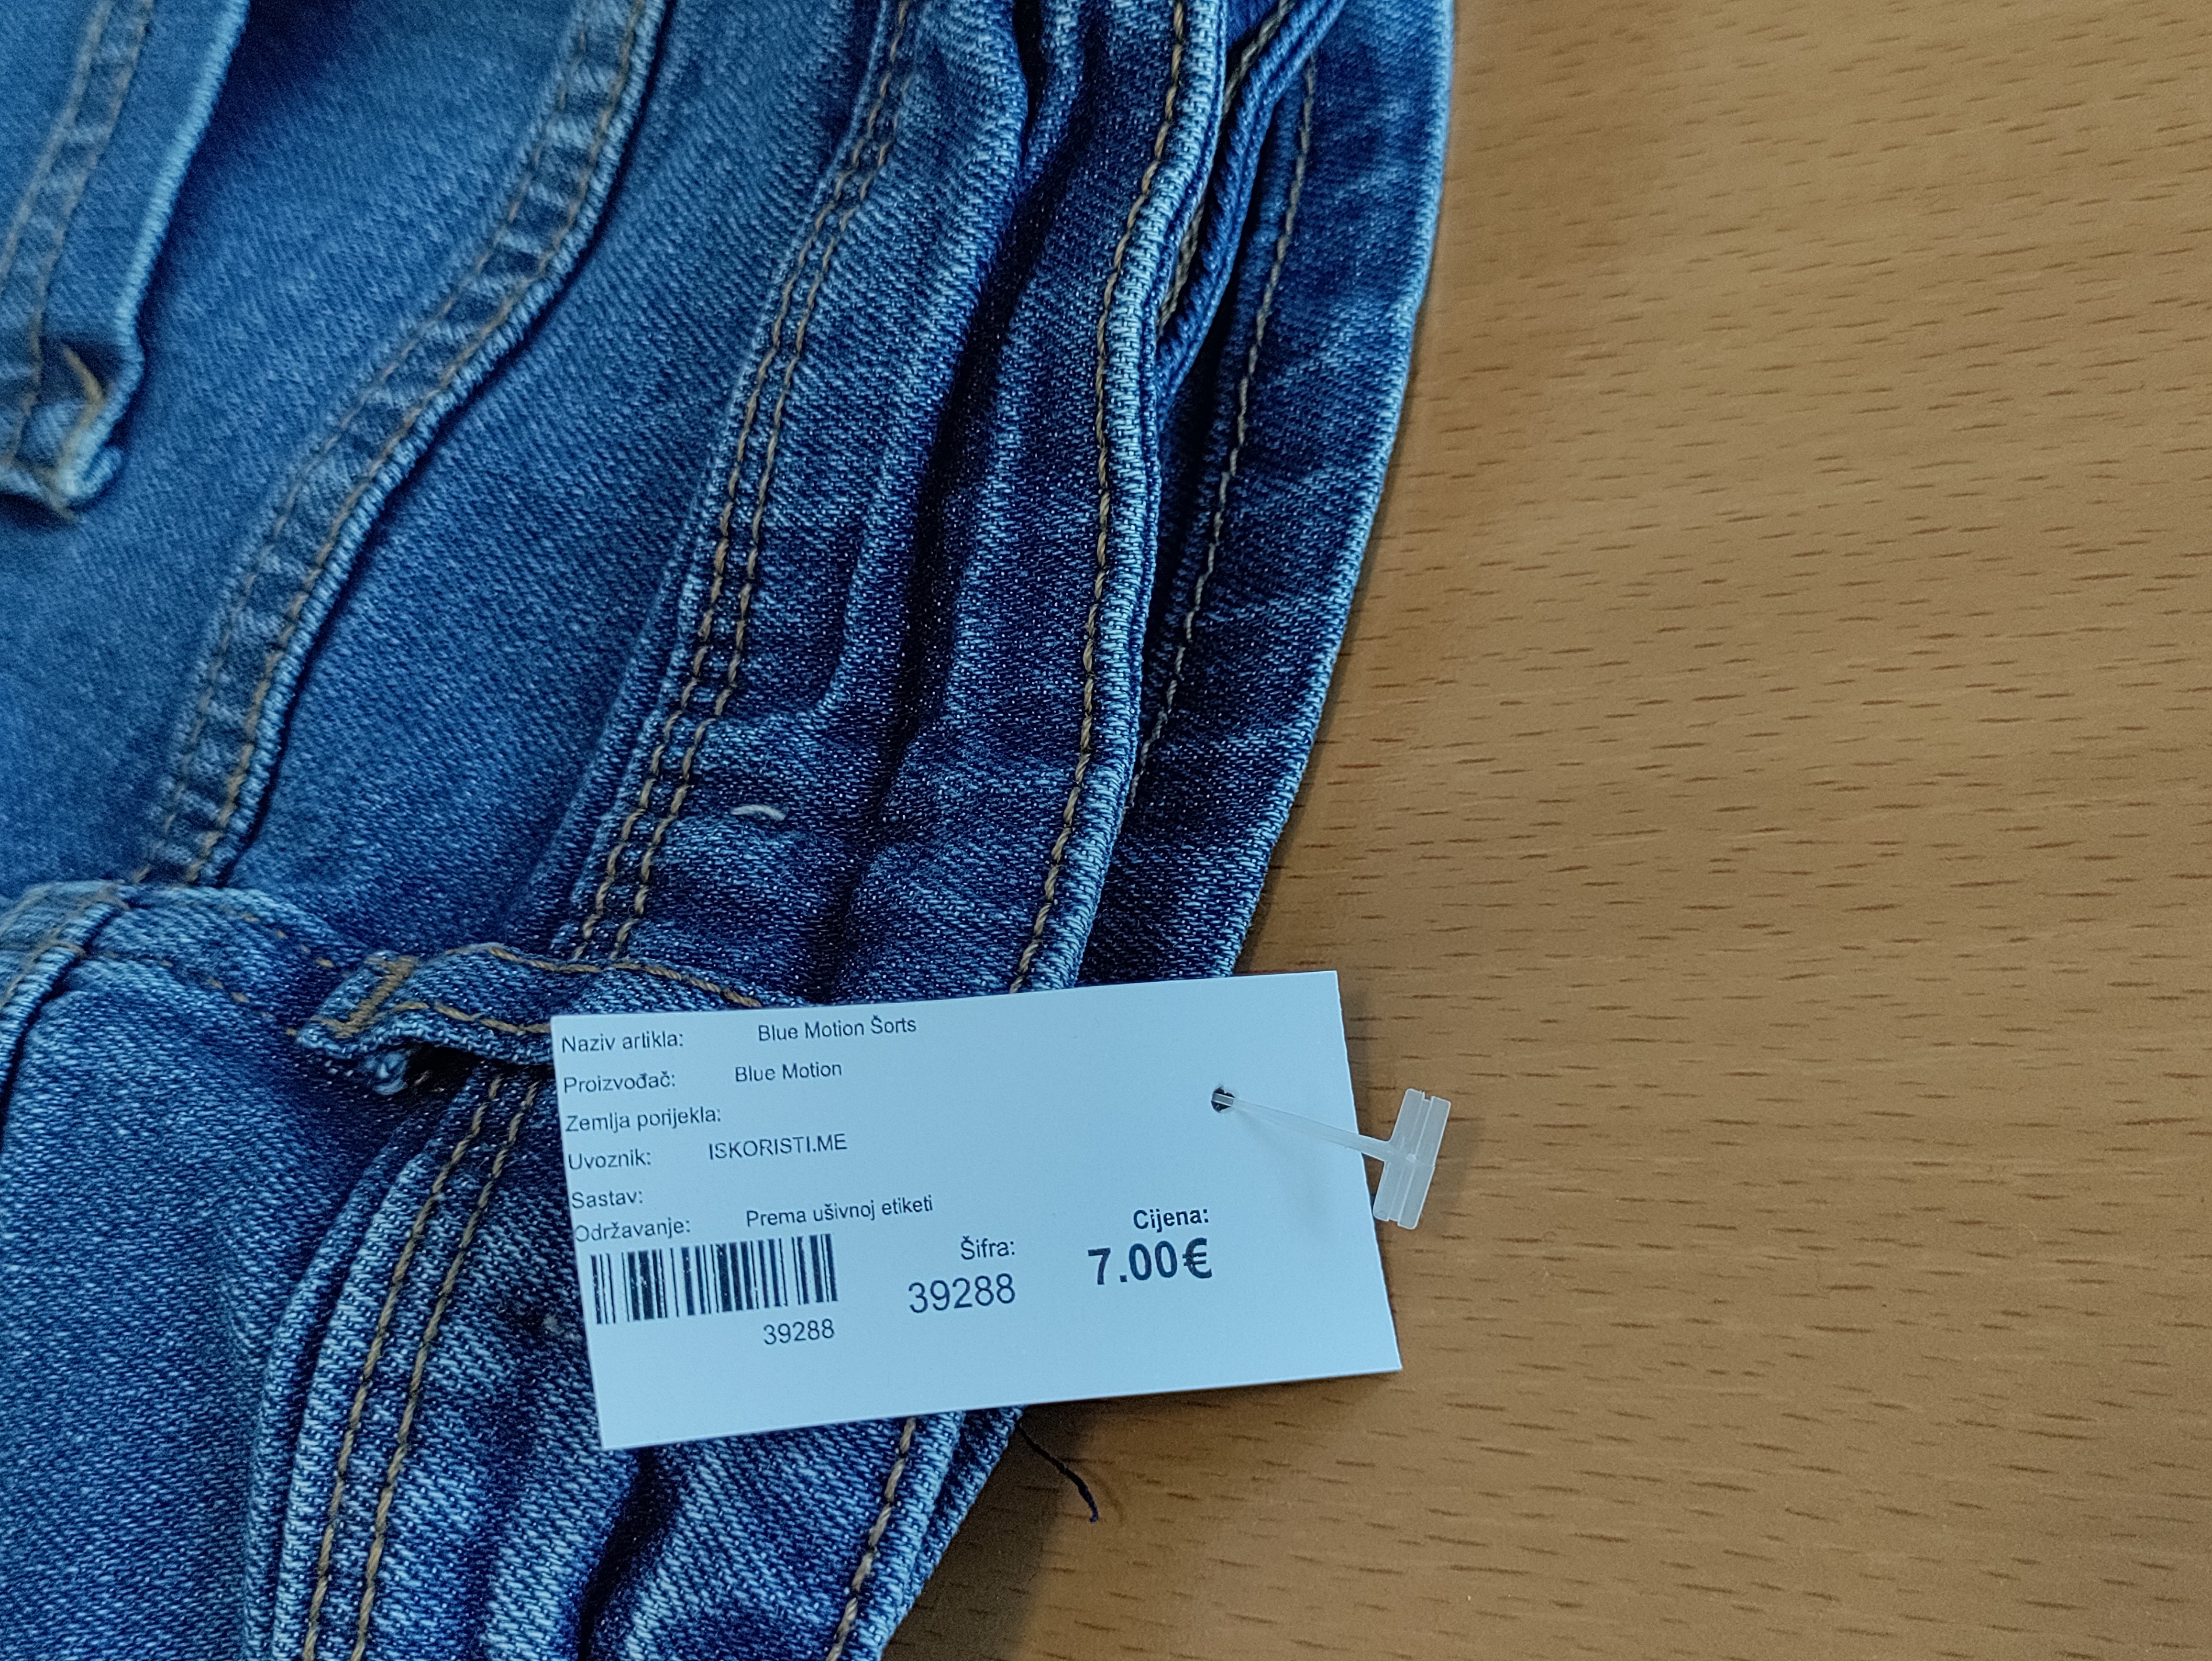 Naziv artikla: Blue Motion Šorts
Proizvođač: Blue Motion
Zemlja porijekla:
Uvoznik: ISKORISTI.ME
Sastav:
Održavanje: Prema ušivnoj etiketi
Šifra: Cijena:
39288 7.00€
39288